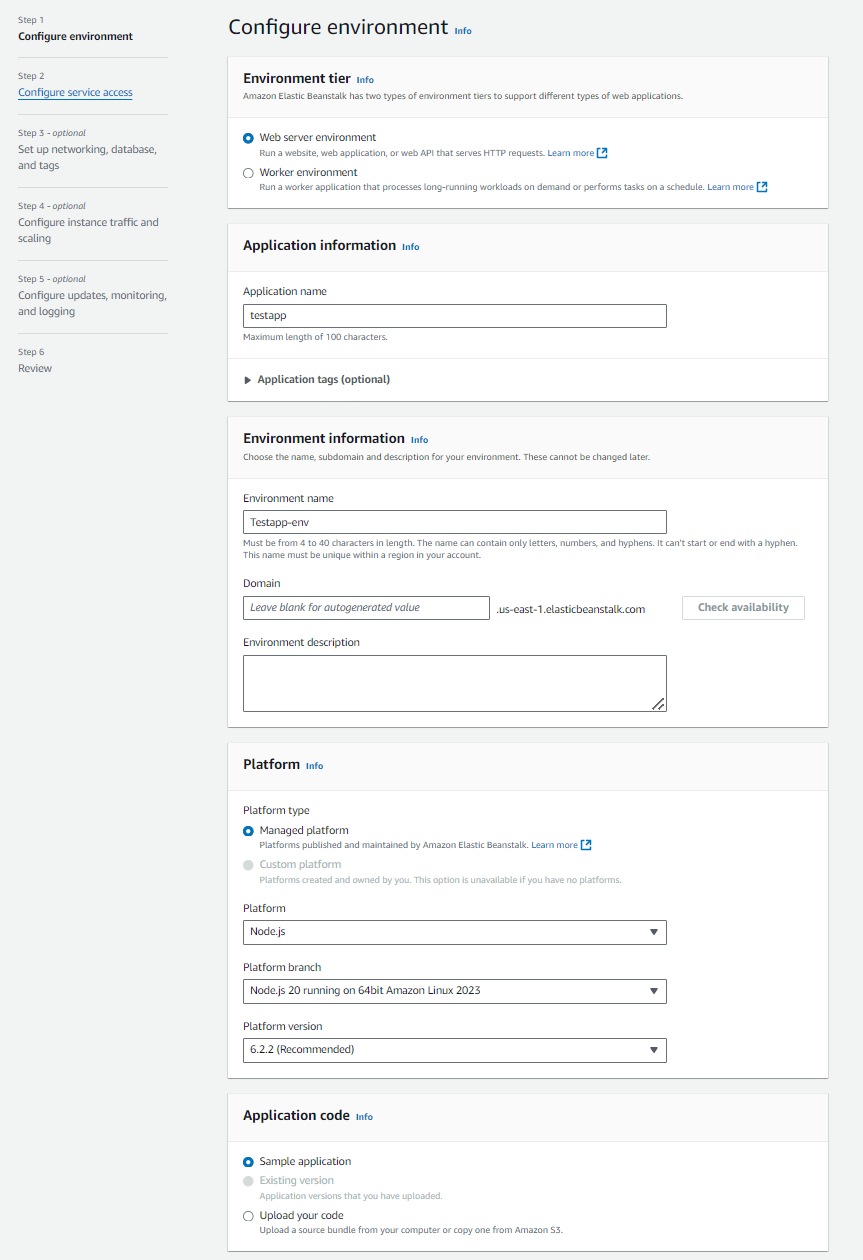 Step 1
Configure environment
Step 2
Configure service access
Step 3 - optional
Set up networking, database,
and tags
Step 4 - optional
Configure instance traffic and
scaling
Step 5 - optional
Configure updates, monitoring,
and logging
Step 6
Review
Configure environment Info
Environment tier Info
Amazon Elastic Beanstalk has two types of environment tiers to support different types of web applications.
Web server environment
Run a website, web application, or web API that serves HTTP requests. Learn more
Worker environment
Run a worker application that processes long-running workloads on demand or performs tasks on a schedule. Learn more
Application information Info
Application name
testapp
Maximum length of 100 characters.
Application tags (optional)
Environment information Info
Choose the name, subdomain and description for your environment. These cannot be changed later.
Environment name
Testapp-env
Must be from 4 to 40 characters in length. The name can contain only letters, numbers, and hyphens. It can't start or end with a hyphen.
This name must be unique within a region in your account.
Domain
Leave blank for autogenerated value .us-east-1.elasticbeanstalk.com Check availability
Environment description
Platform Info
Platform type
Managed platform
Platforms published and maintained by Amazon Elastic Beanstalk. Learn more
Custom platform
Platforms created and owned by you. This option is unavailable if you have no platforms.
Platform
Node.js
Platform branch
Node.js 20 running on 64bit Amazon Linux 2023
Platform version
6.2.2 (Recommended)
Application code Info
Sample application
Existing version
Application versions that you have uploaded.
Upload your code
Upload a source bundle from your computer or copy one from Amazon S3.